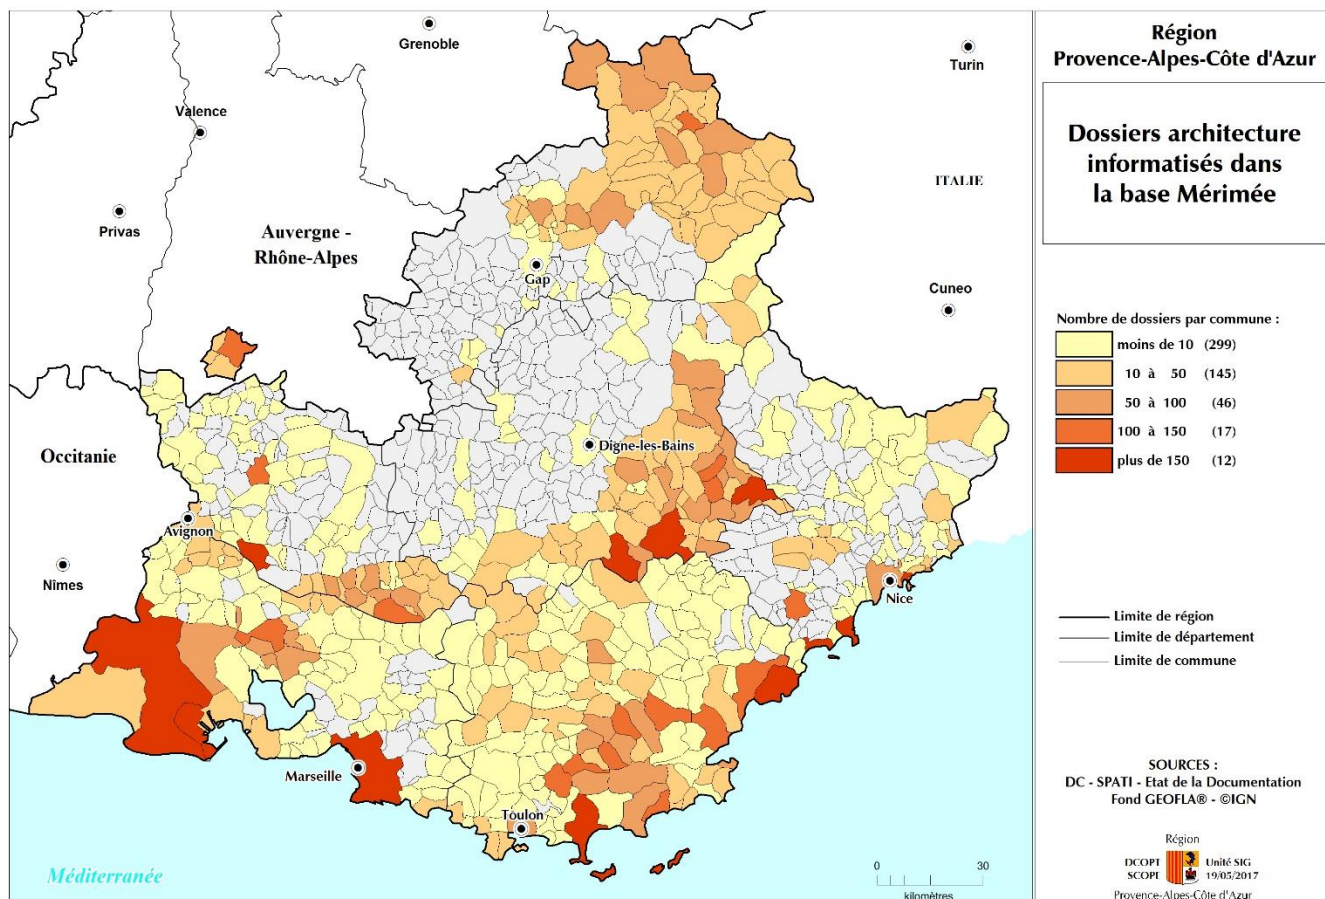 Grenoble
Turin
Valence
ITALIE
Privas
Auvergne -
Rhône-Alpes
Gap
Cuneo
Digne-les-Bains
Occitanie
Avignon
Nîmes
Nice
Marseille
Toulon
Méditerranée
0 30
kilomètres
Région
Provence-Alpes-Côte d'Azur
Dossiers architecture
informatisés dans
la base Mérimée
Nombre de dossiers par commune :
moins de 10 (299)
10 à 50 (145)
50 à 100 (46)
100 à 150 (17)
plus de 150 (12)
Limite de région
Limite de département
Limite de commune
SOURCES :
DC - SPATI - Etat de la Documentation
Fond GEOFLA® - ©IGN
Région
DCOPT Unité SIG
SCOPE 19/05/2017
Provence-Alpes-Côte d'Azur